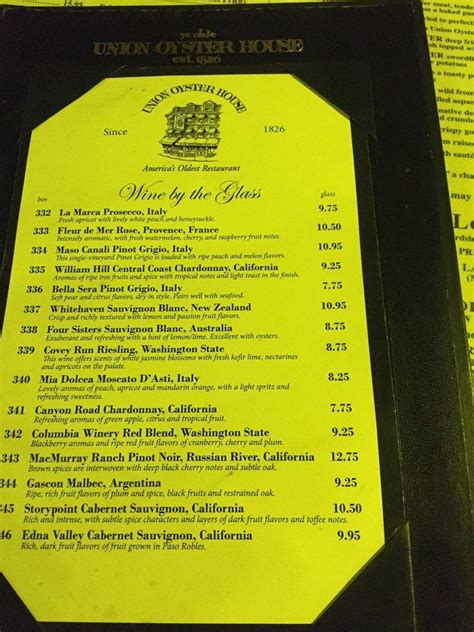 ye olde
UNION OYSTER HOUSE
est. 1826
UNION OYSTER HOUSE
Since 1826
America's Oldest Restaurant
Wine by the Glass
bin glass
332 La Marca Prosecco, Italy 9.75
Fresh apricot with lively white peach and honeysuckle.
333 Fleur de Mer Rose, Provence, France 10.50
Intensely aromatic, with fresh watermelon, cherry, and raspberry fruit notes.
334 Maso Canali Pinot Grigio, Italy 10.95
This single-vineyard Pinot Grigio is loaded with ripe peach and melon flavors.
335 William Hill Central Coast Chardonnay, California 9.25
Aromas of ripe tree fruits and spice with tropical notes and light toast in the finish.
336 Bella Sera Pinot Grigio, Italy 7.75
Soft pear and citrus flavors, dry in style. Pairs well with seafood.
337 Whitehaven Sauvignon Blanc, New Zealand 10.95
Crisp and richly textured with lemon and passion fruit flavors.
338 Four Sisters Sauvignon Blanc, Australia 8.75
Exuberant and refreshing with a hint of lemon/lime. Excellent with oysters.
339 Covey Run Riesling, Washington State 8.75
This wine offers scents of white jasmine blossoms with fresh kefir lime, nectarines
and apricots on the palate.
340 Mia Dolcea Moscato D'Asti, Italy 8.25
Lovely aromas of peach, apricot and mandarin orange, with a light spritz and
refreshing sweetness.
341 Canyon Road Chardonnay, California 7.75
Refreshing aromas of green apple, citrus and tropical fruit.
342 Columbia Winery Red Blend, Washington State 9.25
Blackberry aromas and ripe red fruit flavors of cranberry, cherry and plum.
343 MacMurray Ranch Pinot Noir, Russian River, California 12.75
Brown spices are interwoven with deep black cherry notes and subtle oak.
344 Gascon Malbec, Argentina 9.25
Ripe, rich fruit flavors of plum and spice, black fruits and restrained oak.
45 Storypoint Cabernet Sauvignon, California 10.50
Rich and intense, with subtle spice characters and layers of dark fruit and toffee notes.
46 Edna Valley Cabernet Sauvignon, California 9.95
Rich, dark fruit flavors of fruit grown in Paso Robles.